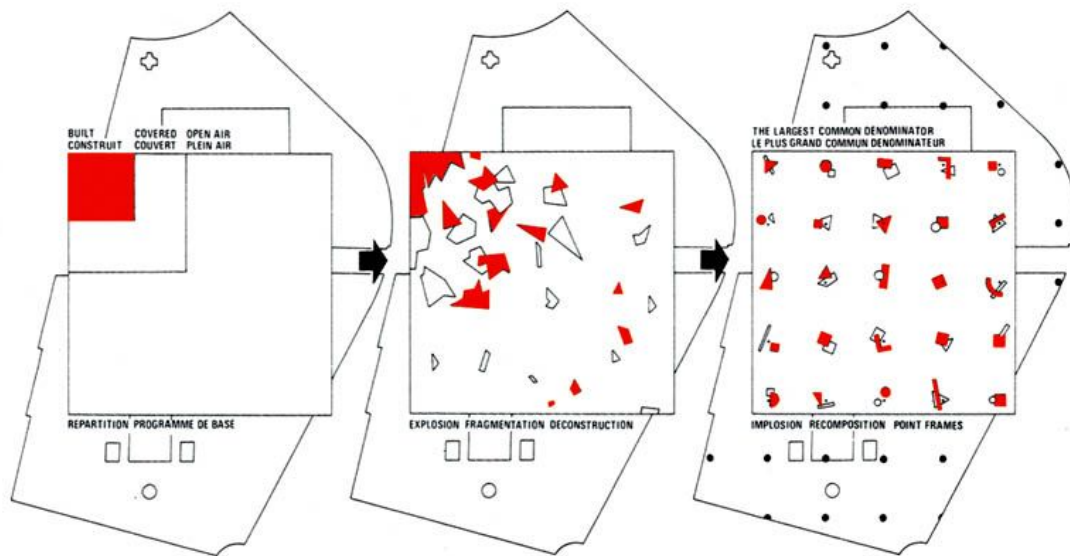 BUILT COVERED OPEN AIR
CONSTRUIT COUVERT PLEIN AIR
REPARTITION PROGRAMME DE BASE
EXPLOSION FRAGMENTATION DECONSTRUCTION
THE LARGEST COMMON DENOMINATOR
LE PLUS GRAND COMMUN DENOMINATEUR
IMPLOSION RECOMPOSITION POINT FRAMES